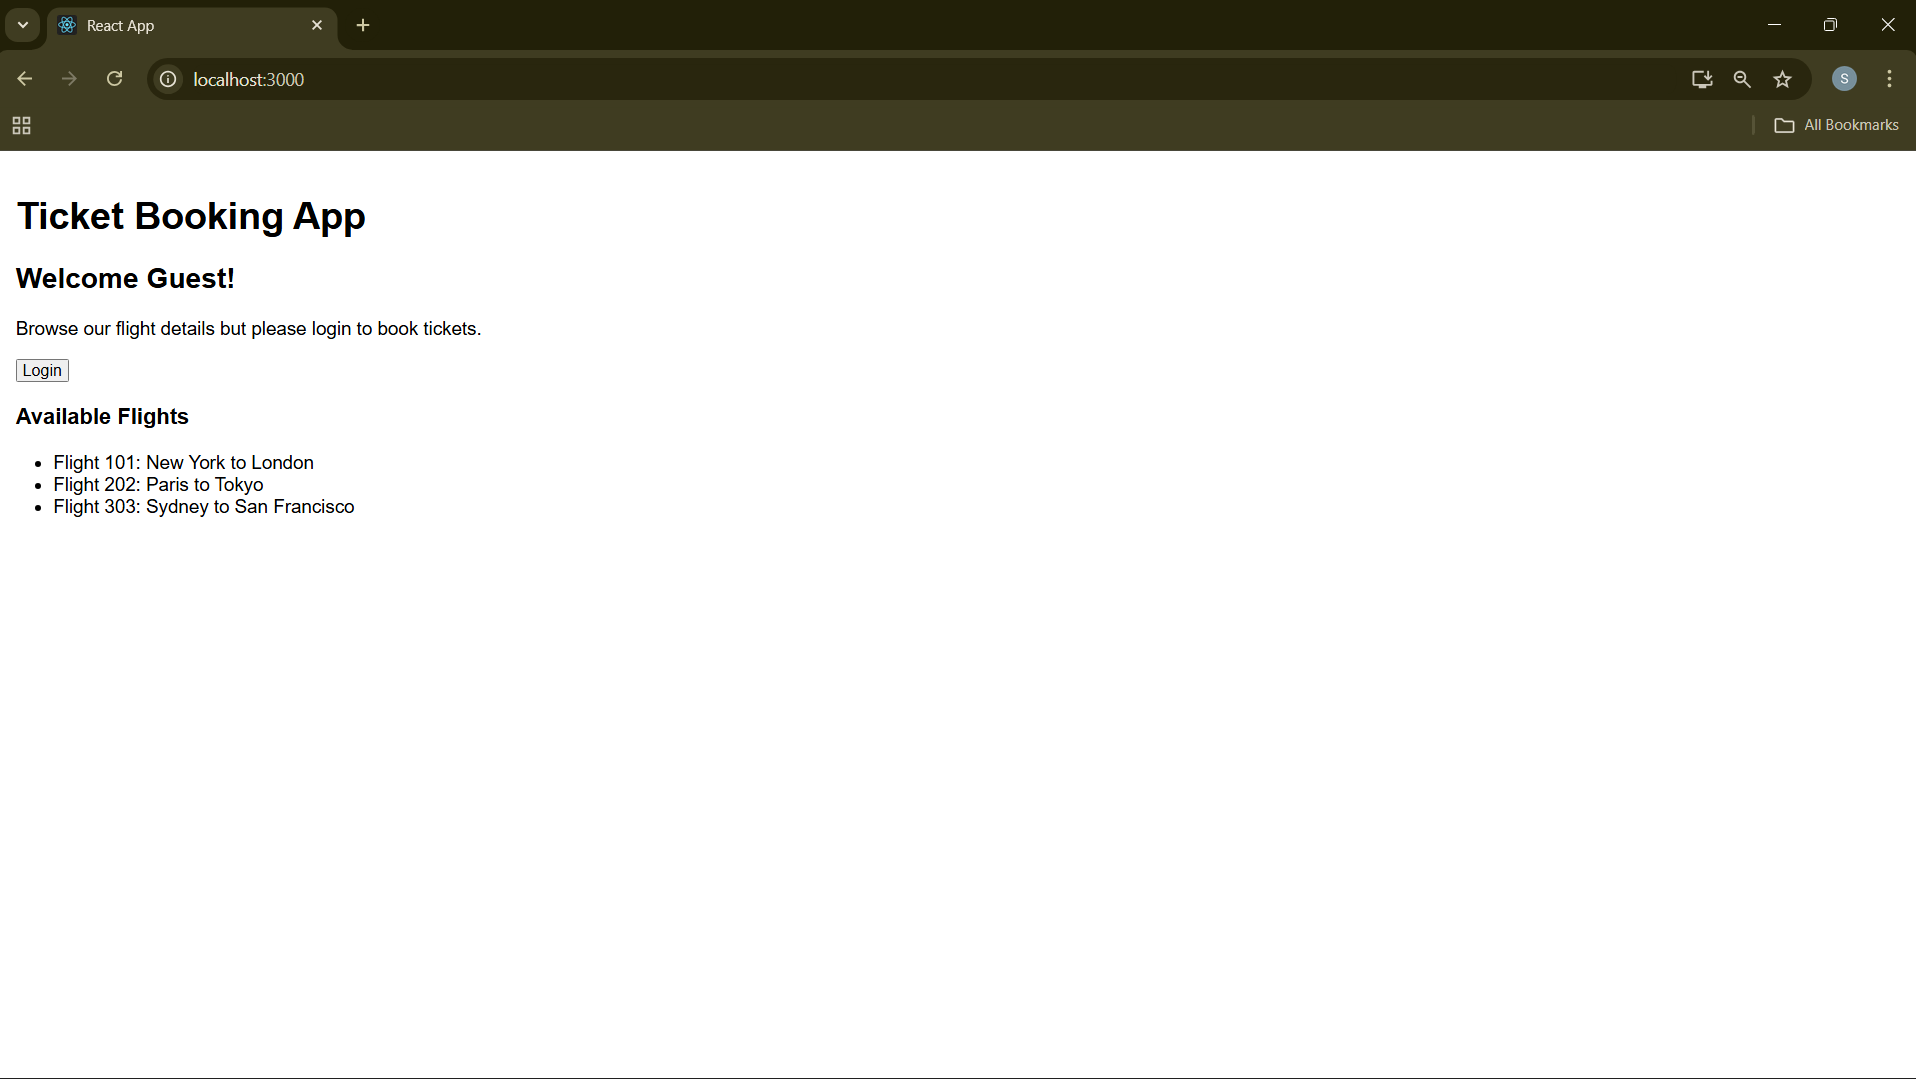 React App
localhost:3000
S
All Bookmarks
Ticket Booking App
Welcome Guest!
Browse our flight details but please login to book tickets.
Login
Available Flights
• Flight 101: New York to London
• Flight 202: Paris to Tokyo
• Flight 303: Sydney to San Francisco